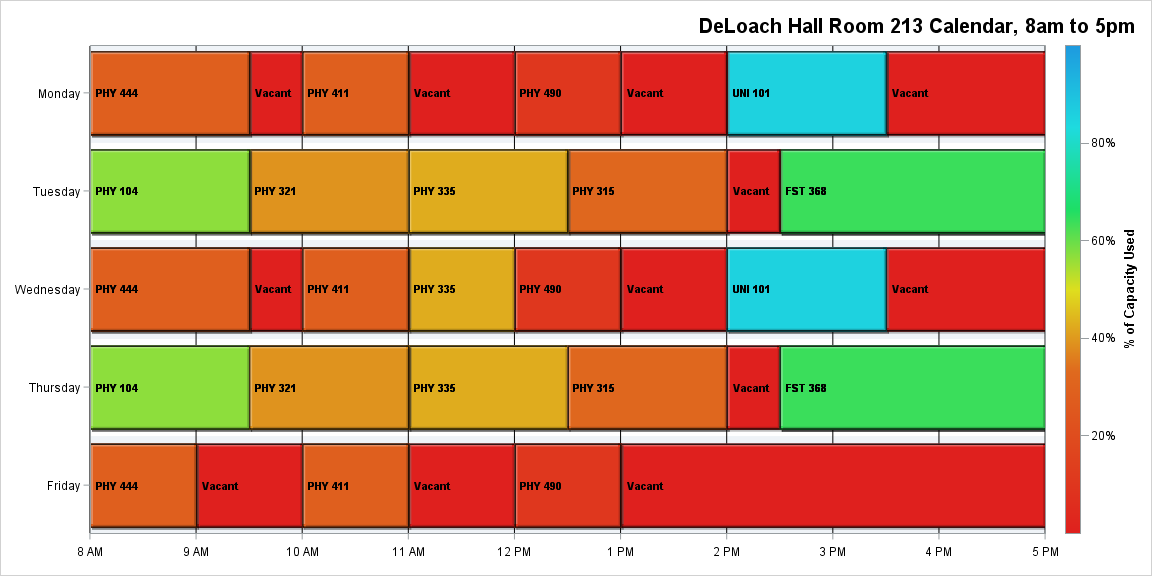 DeLoach Hall Room 213 Calendar, 8am to 5pm
Monday PHY 444 Vacant PHY 411 Vacant PHY 490 Vacant UNI 101 Vacant
80%
Tuesday PHY 104 PHY 321 PHY 335 PHY 315 Vacant FST 368
60%
Wednesday PHY 444 Vacant PHY 411 PHY 335 PHY 490 Vacant UNI 101 Vacant
% of Capacity Used
40%
Thursday PHY 104 PHY 321 PHY 335 PHY 315 Vacant FST 368
20%
Friday PHY 444 Vacant PHY 411 Vacant PHY 490 Vacant
8 AM 9 AM 10 AM 11 AM 12 PM 1 PM 2 PM 3 PM 4 PM 5 PM